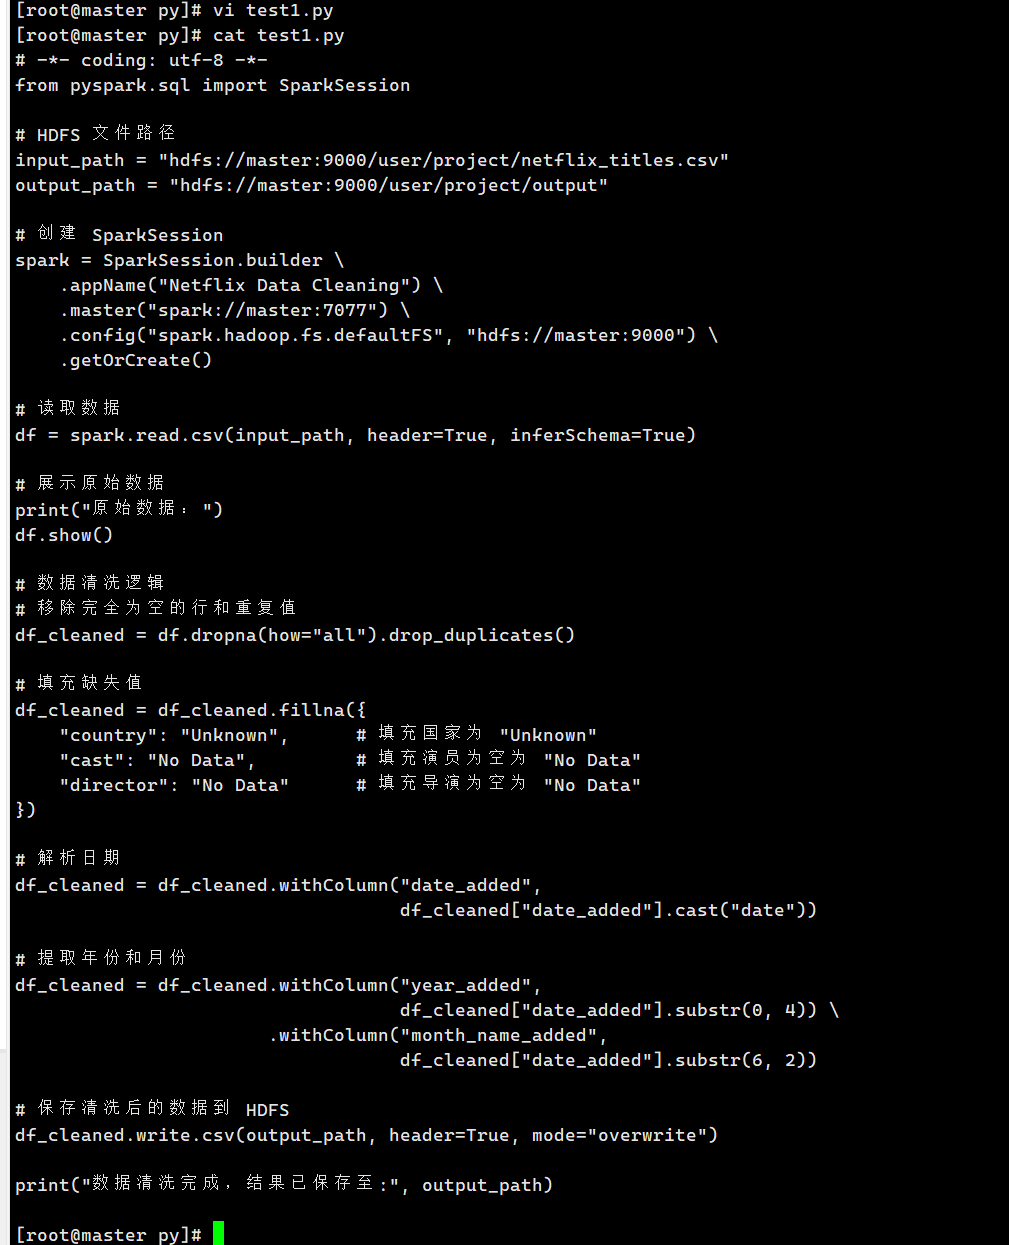 [root@master py]# vi test1.py
[root@master py]# cat test1.py
# -*- coding: utf-8 -*-
from pyspark.sql import SparkSession

# HDFS 文件路径
input_path = "hdfs://master:9000/user/project/netflix_titles.csv"
output_path = "hdfs://master:9000/user/project/output"

# 创建 SparkSession
spark = SparkSession.builder \
    .appName("Netflix Data Cleaning") \
    .master("spark://master:7077") \
    .config("spark.hadoop.fs.defaultFS", "hdfs://master:9000") \
    .getOrCreate()

# 读取数据
df = spark.read.csv(input_path, header=True, inferSchema=True)

# 展示原始数据
print("原始数据：")
df.show()

# 数据清洗逻辑
# 移除完全为空的行和重复值
df_cleaned = df.dropna(how="all").drop_duplicates()

# 填充缺失值
df_cleaned = df_cleaned.fillna({
    "country": "Unknown",      # 填充国家为 "Unknown"
    "cast": "No Data",         # 填充演员为空为 "No Data"
    "director": "No Data"      # 填充导演为空为 "No Data"
})

# 解析日期
df_cleaned = df_cleaned.withColumn("date_added",
                                   df_cleaned["date_added"].cast("date"))

# 提取年份和月份
df_cleaned = df_cleaned.withColumn("year_added",
                                   df_cleaned["date_added"].substr(0, 4)) \
                       .withColumn("month_name_added",
                                   df_cleaned["date_added"].substr(6, 2))

# 保存清洗后的数据到 HDFS
df_cleaned.write.csv(output_path, header=True, mode="overwrite")

print("数据清洗完成，结果已保存至:", output_path)

[root@master py]#